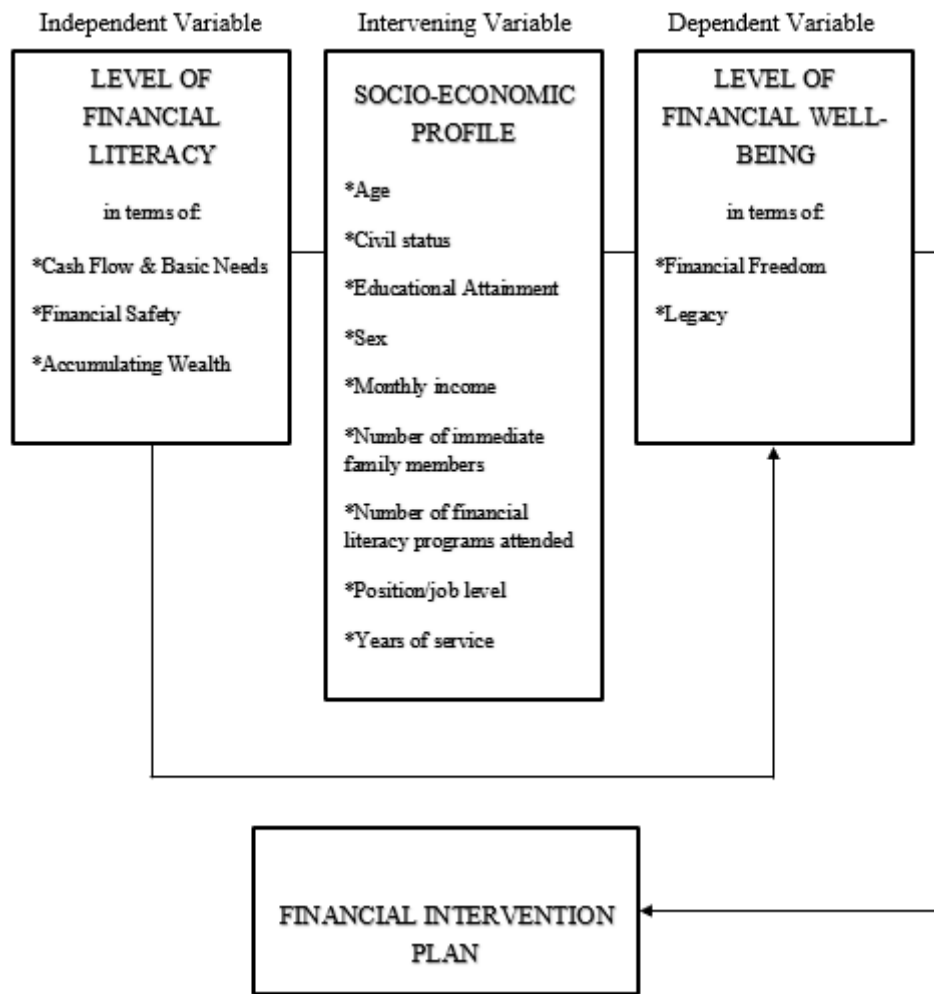 Independent Variable
LEVEL OF
FINANCIAL
LITERACY
in terms of:
*Cash Flow & Basic Needs
*Financial Safety
*Accumulating Wealth
Intervening Variable
SOCIO-ECONOMIC
PROFILE
*Age
*Civil status
*Educational Attainment
*Sex
*Monthly income
*Number of immediate
family members
*Number of financial
literacy programs attended
*Position/job level
*Years of service
Dependent Variable
LEVEL OF
FINANCIAL WELL-
BEING
in terms of:
*Financial Freedom
*Legacy
FINANCIAL INTERVENTION
PLAN